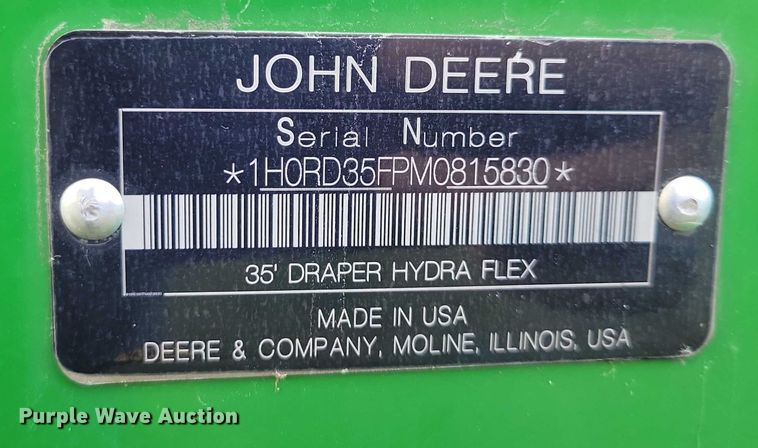 JOHN DEERE
Serial Number
*1H0RD35FPM0815830*
35' DRAPER HYDRA FLEX
MADE IN USA
DEERE & COMPANY, MOLINE, ILLINOIS, USA
Purple Wave Auction